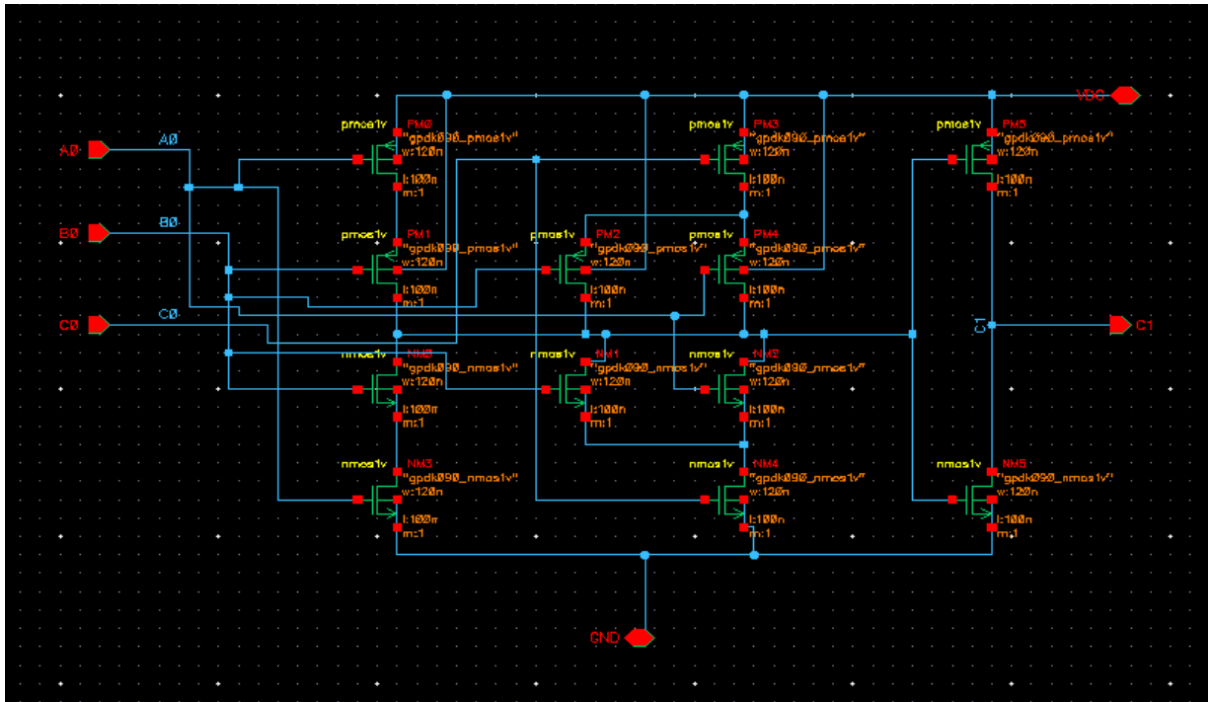 VDC
pmos1v PM0
"gpdk090_pmos1v"
w:120n
l:100n
m:1
pmos1v PM3
"gpdk090_pmos1v"
w:120n
l:100n
m:1
pmos1v PM5
"gpdk090_pmos1v"
w:120n
l:100n
m:1
A0 A0
B0 B0
pmos1v PM1
"gpdk090_pmos1v"
w:120n
l:100n
m:1
pmos1v PM2
"gpdk090_pmos1v"
w:120n
l:100n
m:1
pmos1v PM4
"gpdk090_pmos1v"
w:120n
l:100n
m:1
C0 C0
C1 C1
nmos1v NM0
"gpdk090_nmos1v"
w:120n
l:100n
m:1
nmos1v NM1
"gpdk090_nmos1v"
w:120n
l:100n
m:1
nmos1v NM2
"gpdk090_nmos1v"
w:120n
l:100n
m:1
nmos1v NM3
"gpdk090_nmos1v"
w:120n
l:100n
m:1
nmos1v NM4
"gpdk090_nmos1v"
w:120n
l:100n
m:1
nmos1v NM5
"gpdk090_nmos1v"
w:120n
l:100n
m:1
GND